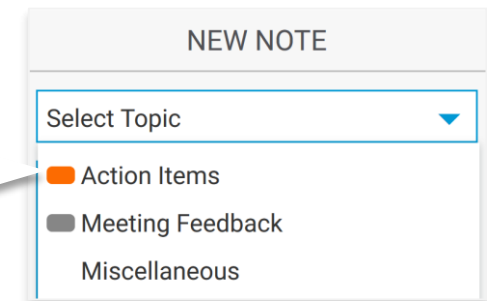 NEW NOTE
Select Topic
Action Items
Meeting Feedback
Miscellaneous